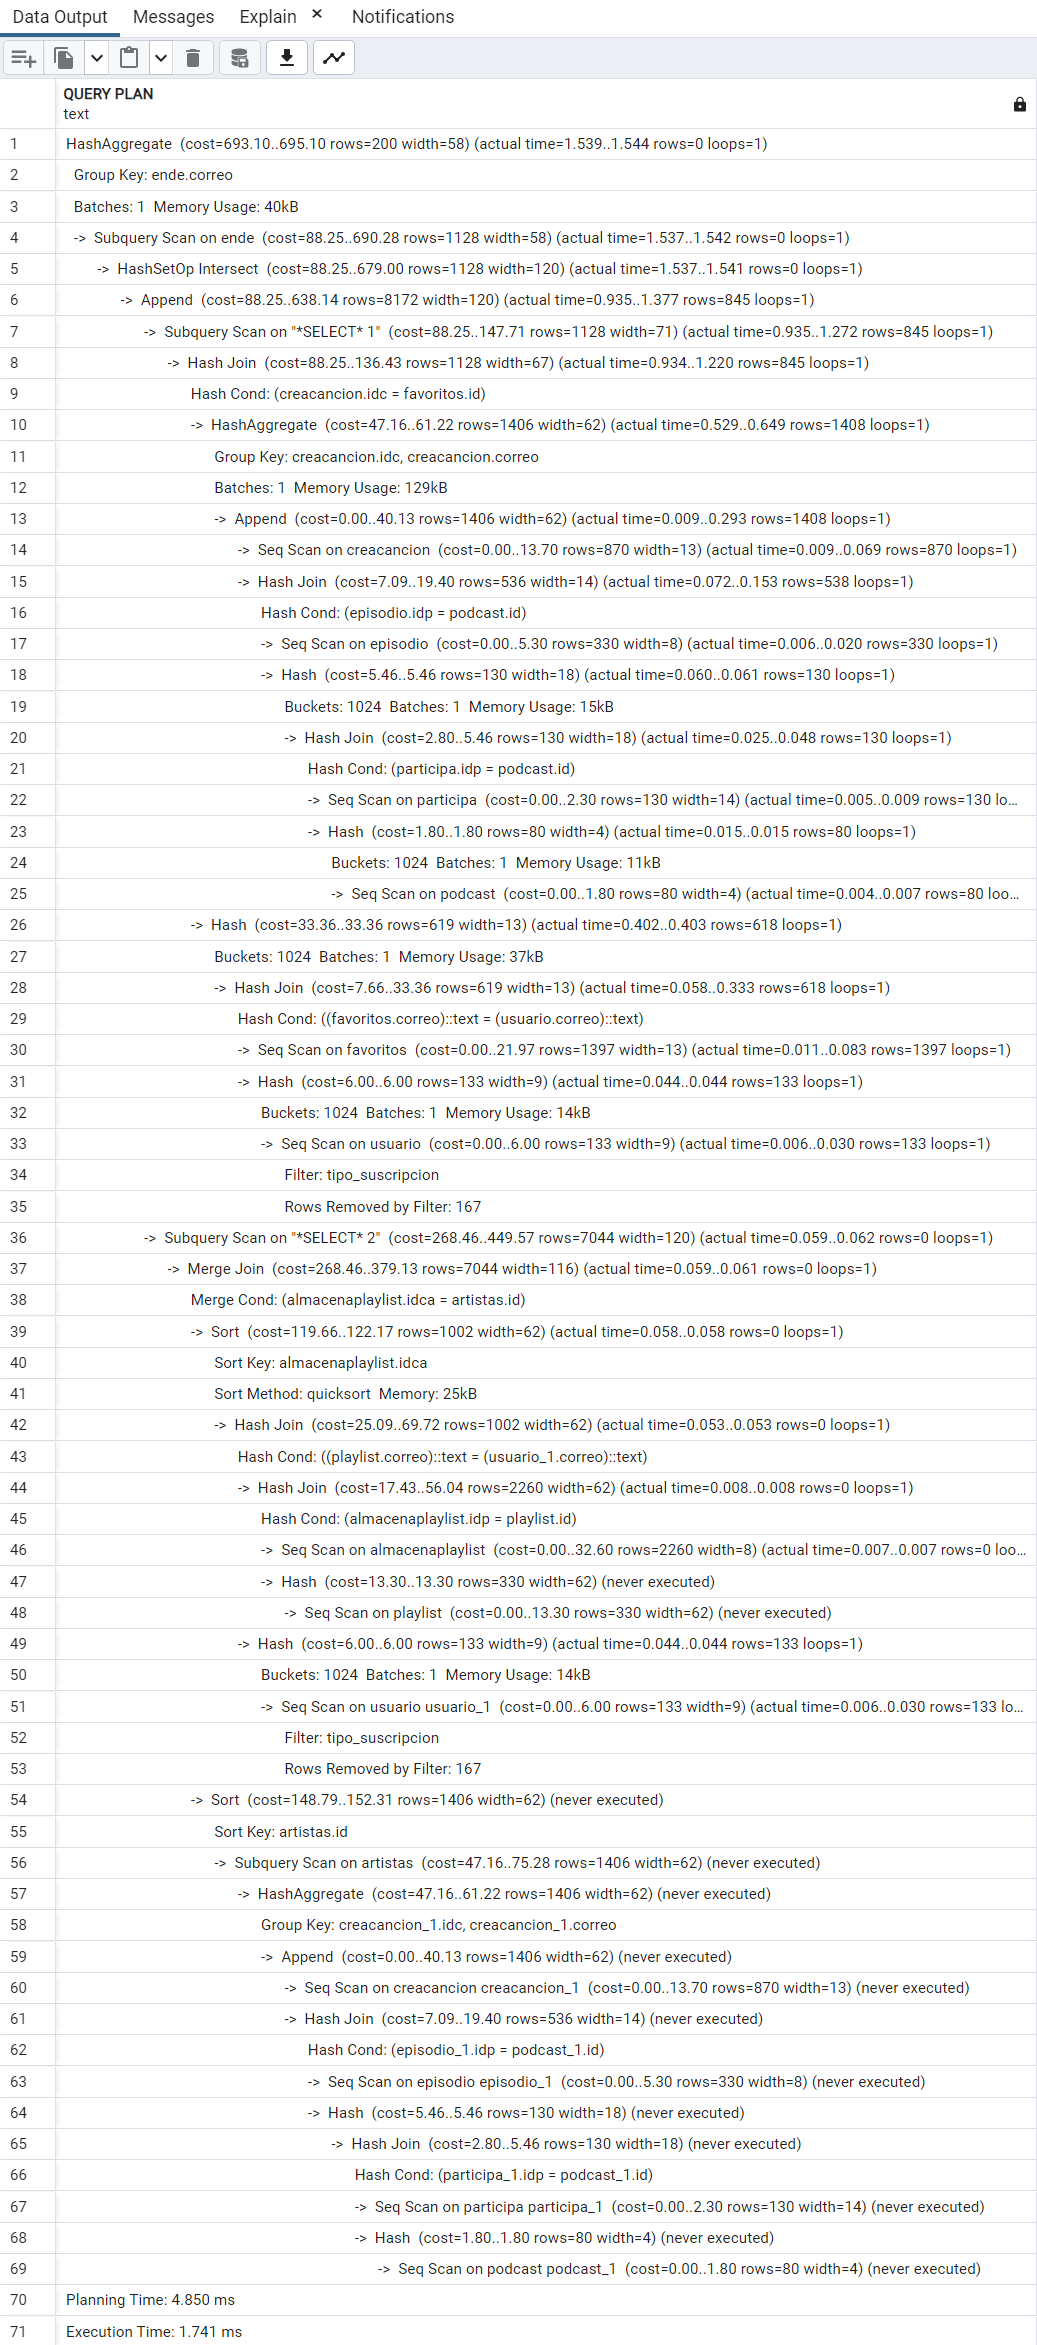 Data Output Messages Explain × Notifications
QUERY PLAN
text
1 HashAggregate (cost=693.10..695.10 rows=200 width=58) (actual time=1.539..1.544 rows=0 loops=1)
2 Group Key: ende.correo
3 Batches: 1 Memory Usage: 40kB
4 -> Subquery Scan on ende (cost=88.25..690.28 rows=1128 width=58) (actual time=1.537..1.542 rows=0 loops=1)
5 -> HashSetOp Intersect (cost=88.25..679.00 rows=1128 width=120) (actual time=1.537..1.541 rows=0 loops=1)
6 -> Append (cost=88.25..638.14 rows=8172 width=120) (actual time=0.935..1.377 rows=845 loops=1)
7 -> Subquery Scan on "*SELECT* 1" (cost=88.25..147.71 rows=1128 width=71) (actual time=0.935..1.272 rows=845 loops=1)
8 -> Hash Join (cost=88.25..136.43 rows=1128 width=67) (actual time=0.934..1.220 rows=845 loops=1)
9 Hash Cond: (creacancion.idc = favoritos.id)
10 -> HashAggregate (cost=47.16..61.22 rows=1406 width=62) (actual time=0.529..0.649 rows=1408 loops=1)
11 Group Key: creacancion.idc, creacancion.correo
12 Batches: 1 Memory Usage: 129kB
13 -> Append (cost=0.00..40.13 rows=1406 width=62) (actual time=0.009..0.293 rows=1408 loops=1)
14 -> Seq Scan on creacancion (cost=0.00..13.70 rows=870 width=13) (actual time=0.009..0.069 rows=870 loops=1)
15 -> Hash Join (cost=7.09..19.40 rows=536 width=14) (actual time=0.072..0.153 rows=538 loops=1)
16 Hash Cond: (episodio.idp = podcast.id)
17 -> Seq Scan on episodio (cost=0.00..5.30 rows=330 width=8) (actual time=0.006..0.020 rows=330 loops=1)
18 -> Hash (cost=5.46..5.46 rows=130 width=18) (actual time=0.060..0.061 rows=130 loops=1)
19 Buckets: 1024 Batches: 1 Memory Usage: 15kB
20 -> Hash Join (cost=2.80..5.46 rows=130 width=18) (actual time=0.025..0.048 rows=130 loops=1)
21 Hash Cond: (participa.idp = podcast.id)
22 -> Seq Scan on participa (cost=0.00..2.30 rows=130 width=14) (actual time=0.005..0.009 rows=130 lo...
23 -> Hash (cost=1.80..1.80 rows=80 width=4) (actual time=0.015..0.015 rows=80 loops=1)
24 Buckets: 1024 Batches: 1 Memory Usage: 11kB
25 -> Seq Scan on podcast (cost=0.00..1.80 rows=80 width=4) (actual time=0.004..0.007 rows=80 loo...
26 -> Hash (cost=33.36..33.36 rows=619 width=13) (actual time=0.402..0.403 rows=618 loops=1)
27 Buckets: 1024 Batches: 1 Memory Usage: 37kB
28 -> Hash Join (cost=7.66..33.36 rows=619 width=13) (actual time=0.058..0.333 rows=618 loops=1)
29 Hash Cond: ((favoritos.correo)::text = (usuario.correo)::text)
30 -> Seq Scan on favoritos (cost=0.00..21.97 rows=1397 width=13) (actual time=0.011..0.083 rows=1397 loops=1)
31 -> Hash (cost=6.00..6.00 rows=133 width=9) (actual time=0.044..0.044 rows=133 loops=1)
32 Buckets: 1024 Batches: 1 Memory Usage: 14kB
33 -> Seq Scan on usuario (cost=0.00..6.00 rows=133 width=9) (actual time=0.006..0.030 rows=133 loops=1)
34 Filter: tipo_suscripcion
35 Rows Removed by Filter: 167
36 -> Subquery Scan on "*SELECT* 2" (cost=268.46..449.57 rows=7044 width=120) (actual time=0.059..0.062 rows=0 loops=1)
37 -> Merge Join (cost=268.46..379.13 rows=7044 width=116) (actual time=0.059..0.061 rows=0 loops=1)
38 Merge Cond: (almacenaplaylist.idca = artistas.id)
39 -> Sort (cost=119.66..122.17 rows=1002 width=62) (actual time=0.058..0.058 rows=0 loops=1)
40 Sort Key: almacenaplaylist.idca
41 Sort Method: quicksort Memory: 25kB
42 -> Hash Join (cost=25.09..69.72 rows=1002 width=62) (actual time=0.053..0.053 rows=0 loops=1)
43 Hash Cond: ((playlist.correo)::text = (usuario_1.correo)::text)
44 -> Hash Join (cost=17.43..56.04 rows=2260 width=62) (actual time=0.008..0.008 rows=0 loops=1)
45 Hash Cond: (almacenaplaylist.idp = playlist.id)
46 -> Seq Scan on almacenaplaylist (cost=0.00..32.60 rows=2260 width=8) (actual time=0.007..0.007 rows=0 loo...
47 -> Hash (cost=13.30..13.30 rows=330 width=62) (never executed)
48 -> Seq Scan on playlist (cost=0.00..13.30 rows=330 width=62) (never executed)
49 -> Hash (cost=6.00..6.00 rows=133 width=9) (actual time=0.044..0.044 rows=133 loops=1)
50 Buckets: 1024 Batches: 1 Memory Usage: 14kB
51 -> Seq Scan on usuario usuario_1 (cost=0.00..6.00 rows=133 width=9) (actual time=0.006..0.030 rows=133 lo...
52 Filter: tipo_suscripcion
53 Rows Removed by Filter: 167
54 -> Sort (cost=148.79..152.31 rows=1406 width=62) (never executed)
55 Sort Key: artistas.id
56 -> Subquery Scan on artistas (cost=47.16..75.28 rows=1406 width=62) (never executed)
57 -> HashAggregate (cost=47.16..61.22 rows=1406 width=62) (never executed)
58 Group Key: creacancion_1.idc, creacancion_1.correo
59 -> Append (cost=0.00..40.13 rows=1406 width=62) (never executed)
60 -> Seq Scan on creacancion creacancion_1 (cost=0.00..13.70 rows=870 width=13) (never executed)
61 -> Hash Join (cost=7.09..19.40 rows=536 width=14) (never executed)
62 Hash Cond: (episodio_1.idp = podcast_1.id)
63 -> Seq Scan on episodio episodio_1 (cost=0.00..5.30 rows=330 width=8) (never executed)
64 -> Hash (cost=5.46..5.46 rows=130 width=18) (never executed)
65 -> Hash Join (cost=2.80..5.46 rows=130 width=18) (never executed)
66 Hash Cond: (participa_1.idp = podcast_1.id)
67 -> Seq Scan on participa participa_1 (cost=0.00..2.30 rows=130 width=14) (never executed)
68 -> Hash (cost=1.80..1.80 rows=80 width=4) (never executed)
69 -> Seq Scan on podcast podcast_1 (cost=0.00..1.80 rows=80 width=4) (never executed)
70 Planning Time: 4.850 ms
71 Execution Time: 1.741 ms